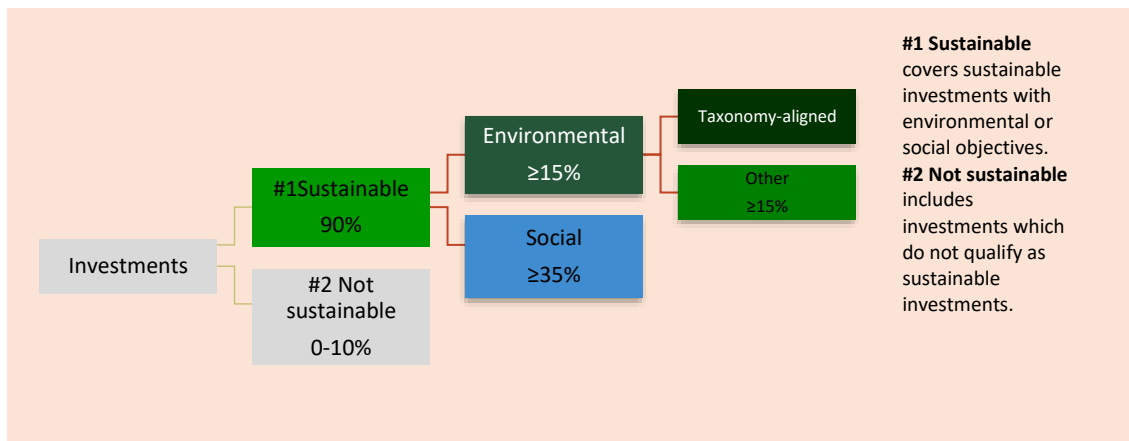 Investments
#1Sustainable
90%
#2 Not
sustainable
0-10%
Environmental
≥15%
Social
≥35%
Taxonomy-aligned
Other
≥15%
#1 Sustainable
covers sustainable
investments with
environmental or
social objectives.
#2 Not sustainable
includes
investments which
do not qualify as
sustainable
investments.